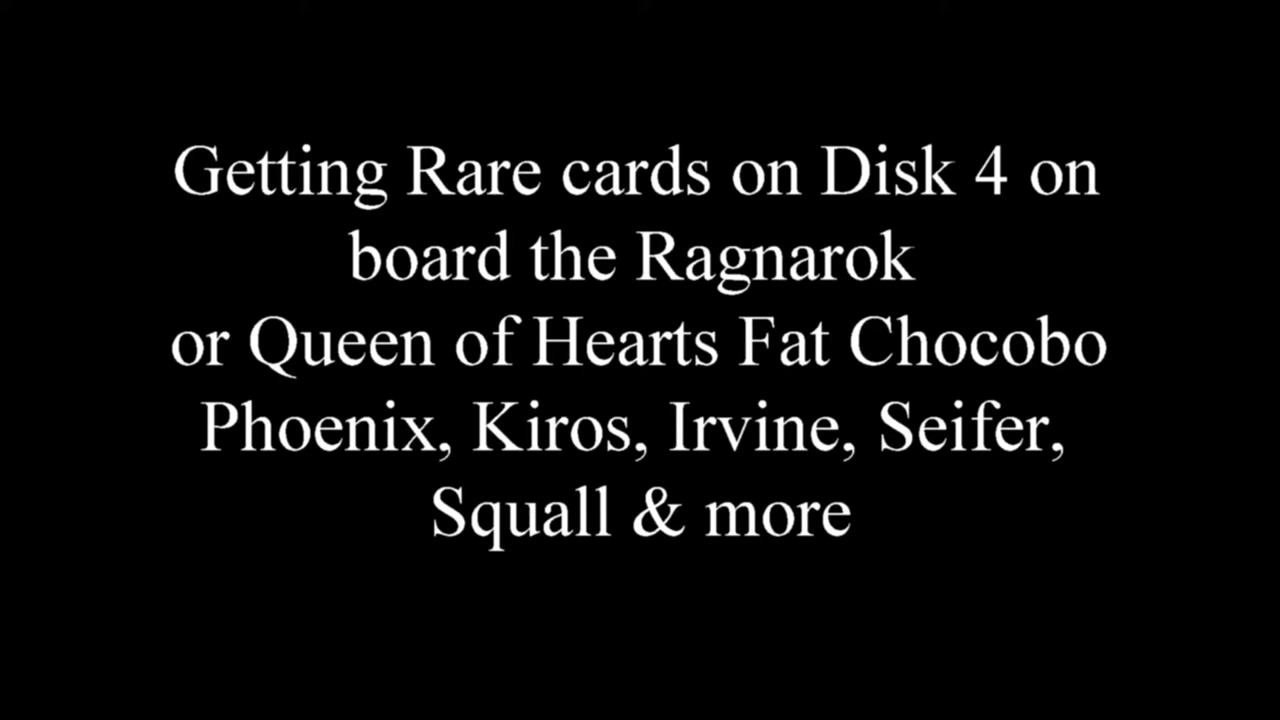 Getting Rare cards on Disk 4 on
board the Ragnarok
or Queen of Hearts Fat Chocobo
Phoenix, Kiros, Irvine, Seifer,
Squall & more